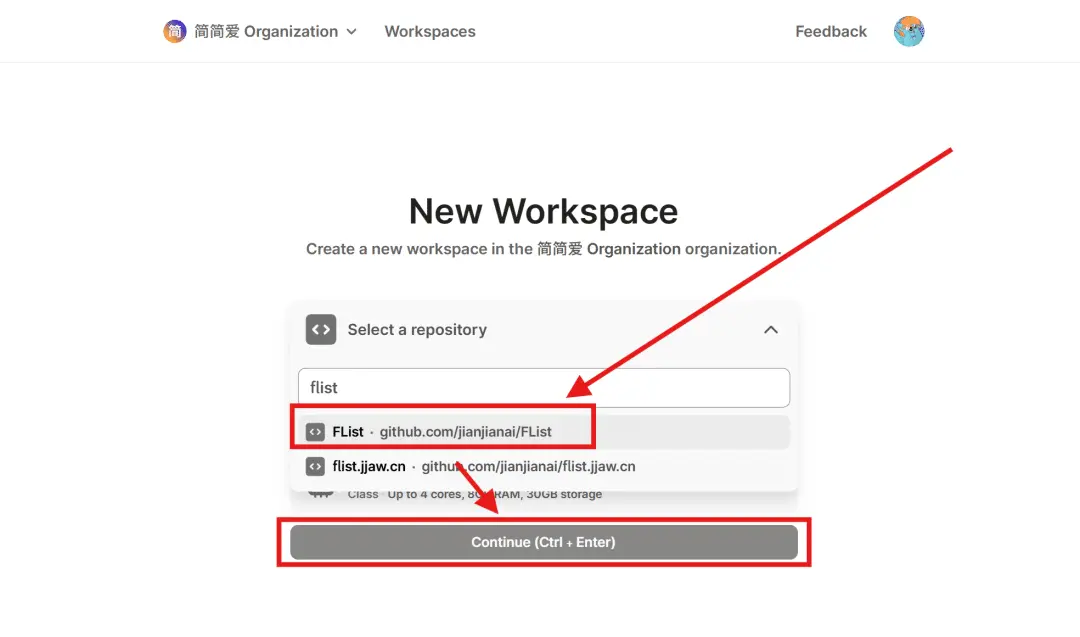 简 简简爱 Organization Workspaces Feedback
New Workspace
Create a new workspace in the 简简爱 Organization organization.
Select a repository
flist
FList · github.com/jianjianai/FList
flist.jjaw.cn · github.com/jianjianai/flist.jjaw.cn
Class · Up to 4 cores, 8GB RAM, 30GB storage
Continue (Ctrl + Enter)